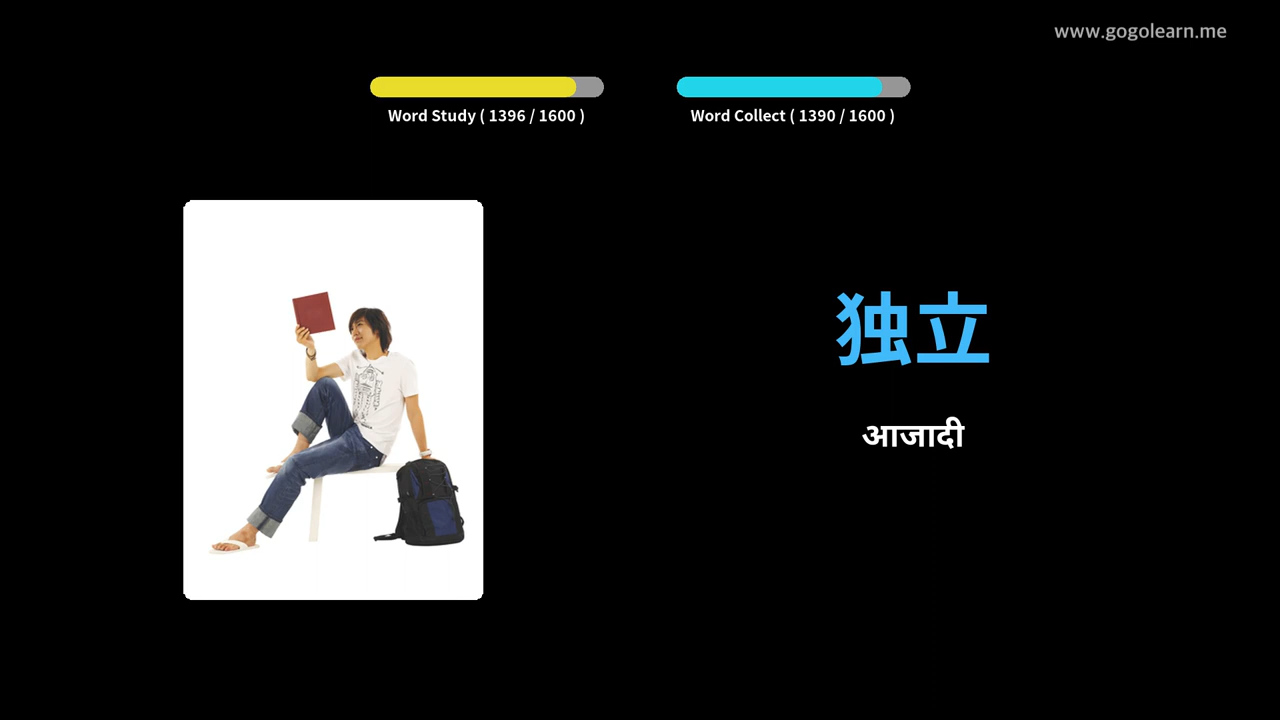 www.gogolearn.me
Word Study ( 1396 / 1600 )
Word Collect ( 1390 / 1600 )
独立
आजादी